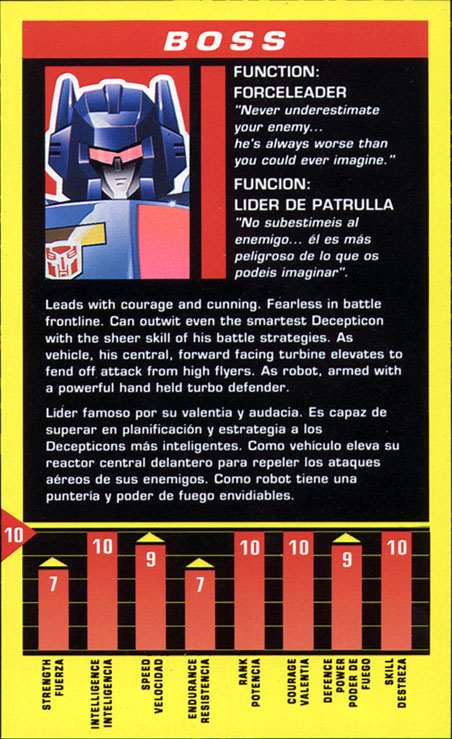 BOSS
FUNCTION:
FORCELEADER
"Never underestimate
your enemy...
he's always worse than
you could ever imagine."
FUNCION:
LIDER DE PATRULLA
"No subestimeis al
enemigo... él es más
peligroso de lo que os
podeis imaginar".
Leads with courage and cunning. Fearless in battle
frontline. Can outwit even the smartest Decepticon
with the sheer skill of his battle strategies. As
vehicle, his central, forward facing turbine elevates to
fend off attack from high flyers. As robot, armed with
a powerful hand held turbo defender.
Lider famoso por su valentia y audacia. Es capaz de
superar en planificación y estrategia a los
Decepticons más inteligentes. Como vehículo eleva su
reactor central delantero para repeler los ataques
aéreos de sus enemigos. Como robot tiene una
puntería y poder de fuego envidiables.
10
7
10
9
7
10
10
9
10
STRENGTH
FUERZA
INTELLIGENCE
INTELIGENCIA
SPEED
VELOCIDAD
ENDURANCE
RESISTENCIA
RANK
POTENCIA
COURAGE
VALENTIA
DEFENCE
POWER
PODER DE
FUEGO
SKILL
DESTREZA